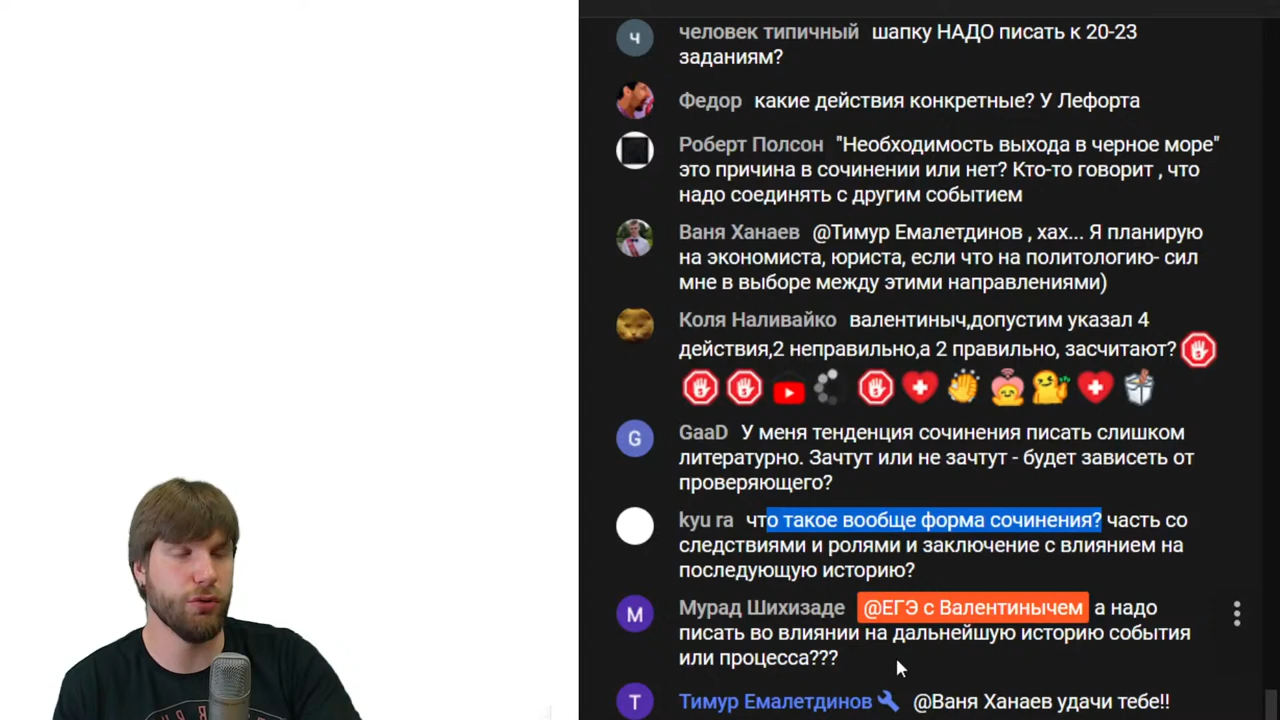 человек типичный шапку НАДО писать к 20-23
заданиям?
Федор какие действия конкретные? У Лефорта
Роберт Полсон "Необходимость выхода в черное море"
это причина в сочинении или нет? Кто-то говорит , что
надо соединять с другим событием
Ваня Ханаев @Тимур Емалетдинов , хах... Я планирую
на экономиста, юриста, если что на политологию- сил
мне в выборе между этими направлениями)
Коля Наливайко валентиныч,допустим указал 4
действия,2 неправильно,а 2 правильно, засчитают?
G GaaD У меня тенденция сочинения писать слишком
литературно. Зачтут или не зачтут - будет зависеть от
проверяющего?
kyu ra что такое вообще форма сочинения? часть со
следствиями и ролями и заключение с влиянием на
последующую историю?
М Мурад Шихизаде @ЕГЭ с Валентинычем а надо
писать во влиянии на дальнейшую историю события
или процесса???
Т Тимур Емалетдинов @Ваня Ханаев удачи тебе!!